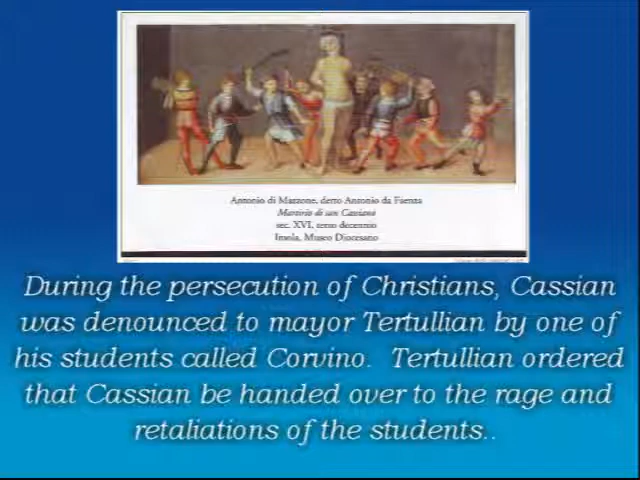 Antonio di Mazzone, detto Antonio da Faenza
Martirio di san Cassiano
sec. XVI, terzo decennio
Imola, Museo Diocesano
During the persecution of Christians, Cassian
was denounced to mayor Tertullian by one of
his students called Corvino. Tertullian ordered
that Cassian be handed over to the rage and
retaliations of the students..